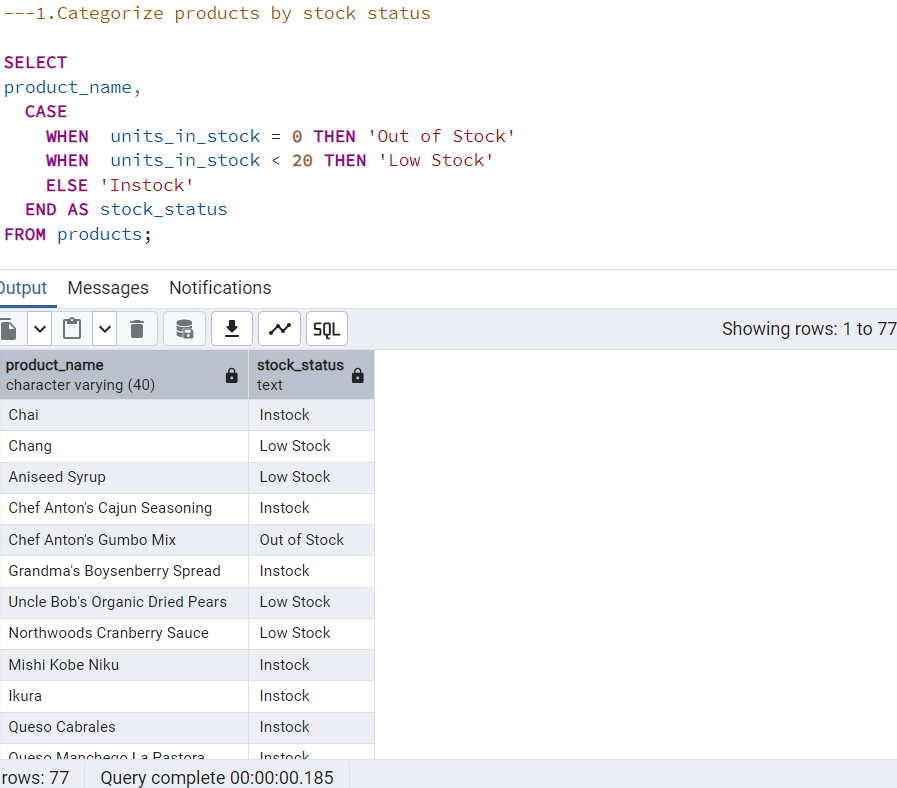 ---1.Categorize products by stock status
SELECT
product_name,
CASE
WHEN units_in_stock = 0 THEN 'Out of Stock'
WHEN units_in_stock < 20 THEN 'Low Stock'
ELSE 'Instock'
END AS stock_status
FROM products;
Output Messages Notifications
SQL Showing rows: 1 to 77
product_name stock_status
character varying (40) text
Chai Instock
Chang Low Stock
Aniseed Syrup Low Stock
Chef Anton's Cajun Seasoning Instock
Chef Anton's Gumbo Mix Out of Stock
Grandma's Boysenberry Spread Instock
Uncle Bob's Organic Dried Pears Low Stock
Northwoods Cranberry Sauce Low Stock
Mishi Kobe Niku Instock
Ikura Instock
Queso Cabrales Instock
Queso Manchego La Pastora Instock
rows: 77 Query complete 00:00:00.185